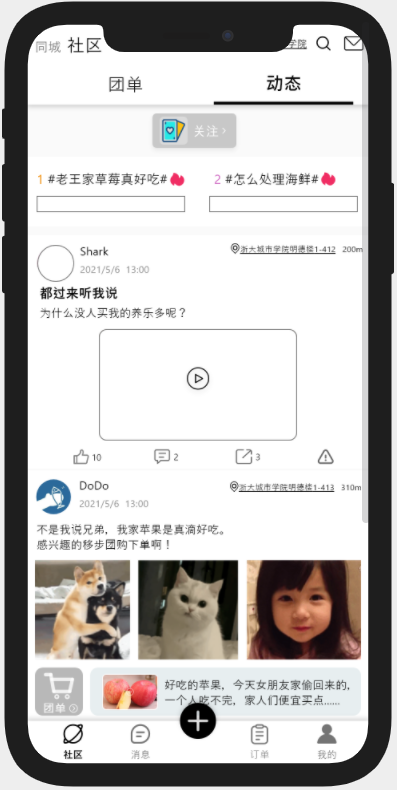 同城 社区 学院
团单 动态
关注 >
1 #老王家草莓真好吃# 2 #怎么处理海鲜#
Shark 浙大城市学院明德楼1-412 200m
2021/5/6 13:00
都过来听我说
为什么没人买我的养乐多呢？
10 2 3
DoDo 浙大城市学院明德楼1-413 310m
2021/5/6 13:00
不是我说兄弟，我家苹果是真滴好吃。
感兴趣的移步团购下单啊！
好吃的苹果，今天女朋友家偷回来的，
一个人吃不完，家人们便宜买点......
团单
社区 消息 订单 我的